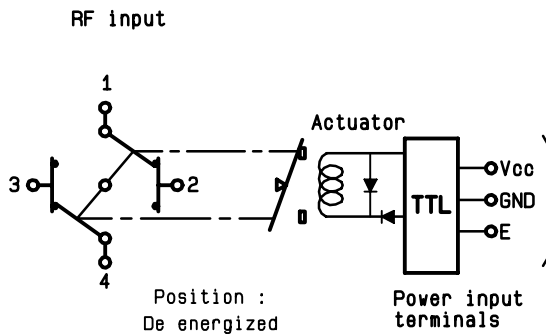 RF input
1
Actuator
3
2
4
TTL
Vcc
GND
E
Position :
De energized
Power input
terminals